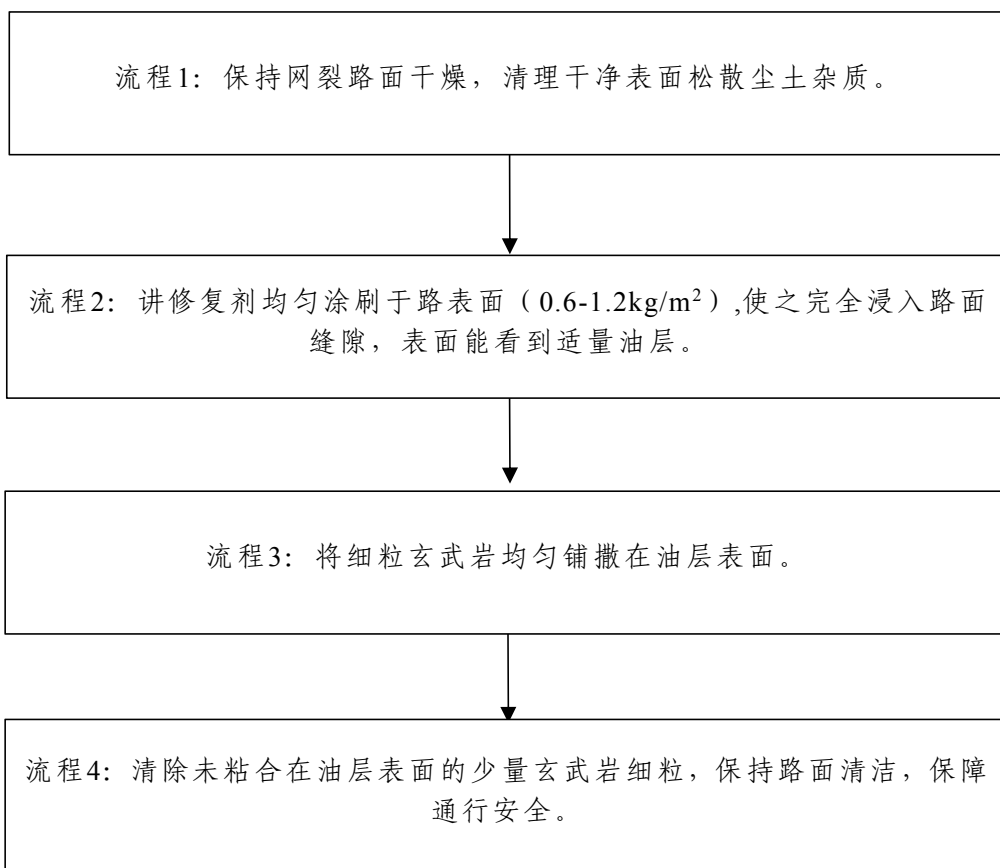 流程1：保持网裂路面干燥，清理干净表面松散尘土杂质。
流程2：讲修复剂均匀涂刷于路表面（0.6-1.2kg/m²）,使之完全浸入路面
缝隙，表面能看到适量油层。
流程3：将细粒玄武岩均匀铺撒在油层表面。
流程4：清除未粘合在油层表面的少量玄武岩细粒，保持路面清洁，保障
通行安全。